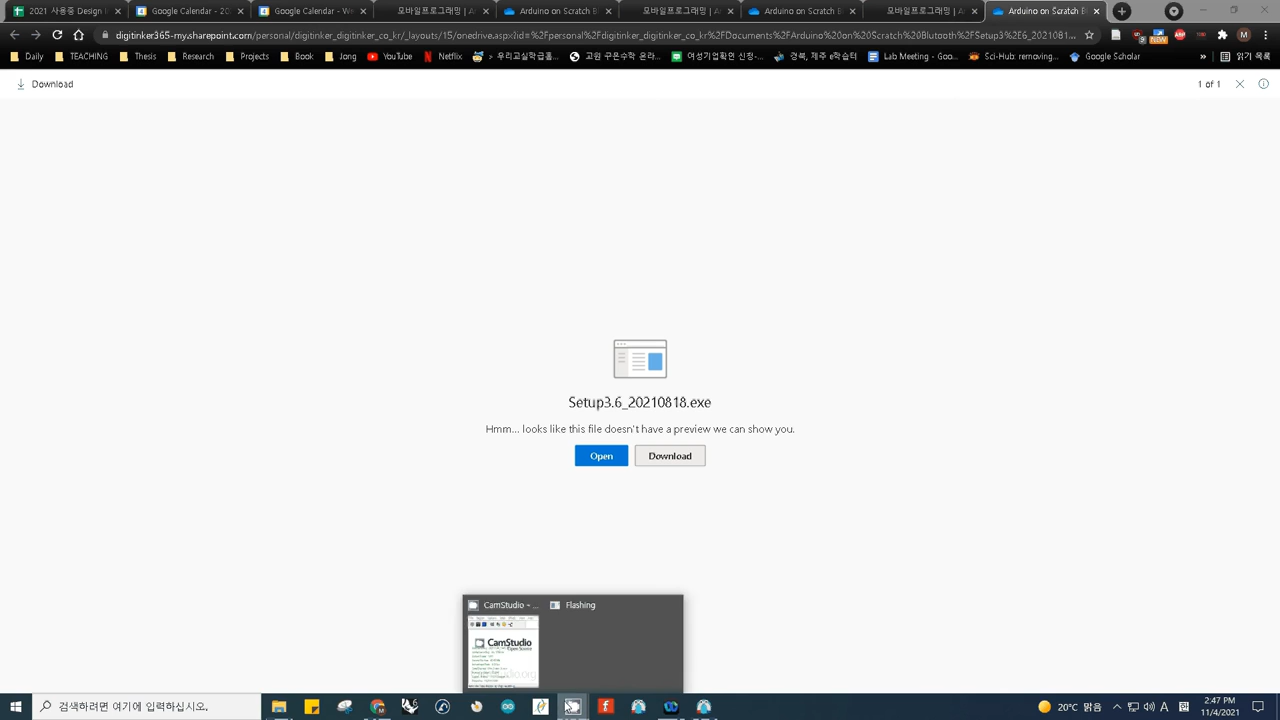 2021 사용중 Design I
Google Calendar - 20
Google Calendar - We
모바일프로그래밍 | A
Arduino on Scratch B
모바일프로그래밍 | A
Arduino on Scratch B
모바일프로그래밍 | A
Arduino on Scratch B
digitinker365-my.sharepoint.com/personal/digitinker_digitinker_co_kr/_layouts/15/onedrive.aspx?id=%2Fpersonal%2Fdigitinker_digitinker_co_kr%2FDocuments%2FArduino%20on%20Scratch%20Blutooth%2FSetup3%2E6_2021081...
Daily TEACHING Thesis Research Projects Book Jong YouTube Netflix > 우리교실학급홈... 고원 구은수학 온라... 여성기업확인 신청-... 경북, 제주 e학습터 Lab Meeting - Goo... Sci-Hub: removing... Google Scholar » 읽기 목록
Download
1 of 1
Setup3.6_20210818.exe
Hmm... looks like this file doesn't have a preview we can show you.
Open
Download
CamStudio - ...
Flashing
CamStudio
Open Source
검색하려면 여기에 입력하십시오.
20°C 맑음
A
2:47 PM
11/4/2021